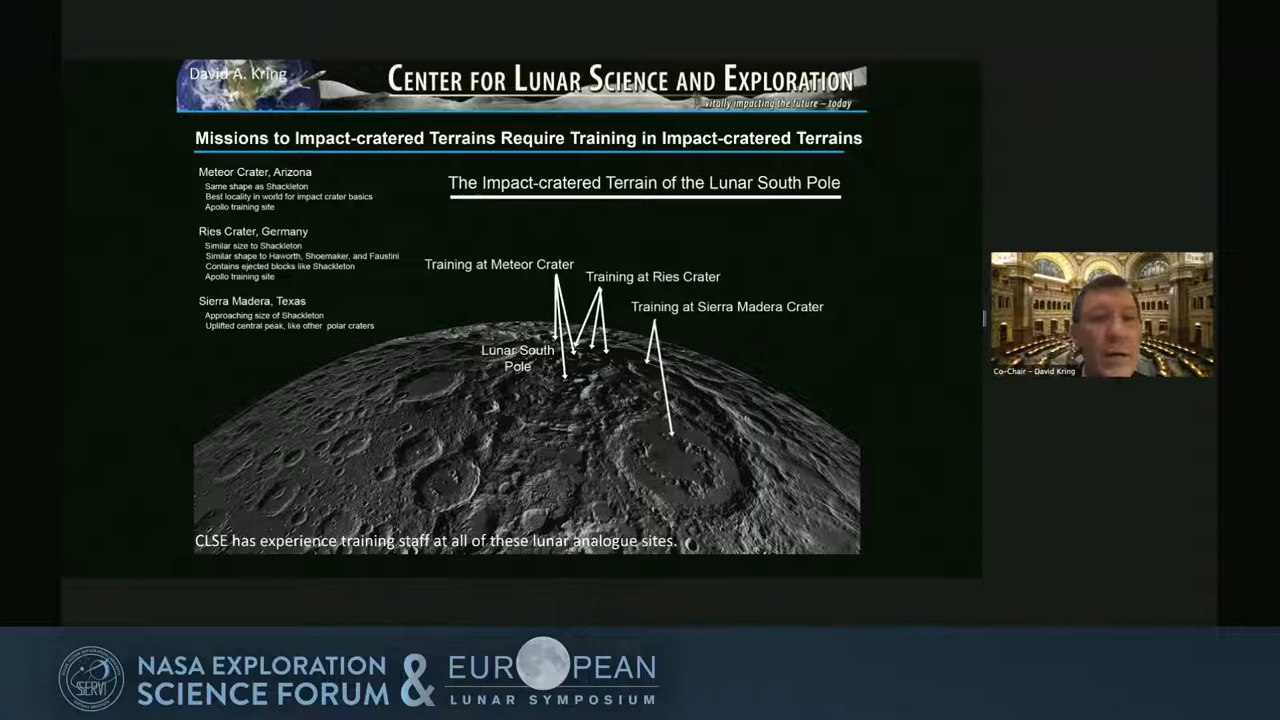 David A. Kring
CENTER FOR LUNAR SCIENCE AND EXPLORATION
vitally impacting the future – today
Missions to Impact-cratered Terrains Require Training in Impact-cratered Terrains
Meteor Crater, Arizona
Same shape as Shackleton
Best locality in world for impact crater basics
Apollo training site
Ries Crater, Germany
Similar size to Shackleton
Similar shape to Haworth, Shoemaker, and Faustini
Contains ejected blocks like Shackleton
Apollo training site
Sierra Madera, Texas
Approaching size of Shackleton
Uplifted central peak, like other polar craters
The Impact-cratered Terrain of the Lunar South Pole
Training at Meteor Crater
Training at Ries Crater
Training at Sierra Madera Crater
Lunar South
Pole
CLSE has experience training staff at all of these lunar analogue sites.
Co-Chair – David Kring
SSERVI
NASA EXPLORATION
SCIENCE FORUM
&
EUROPEAN
LUNAR SYMPOSIUM